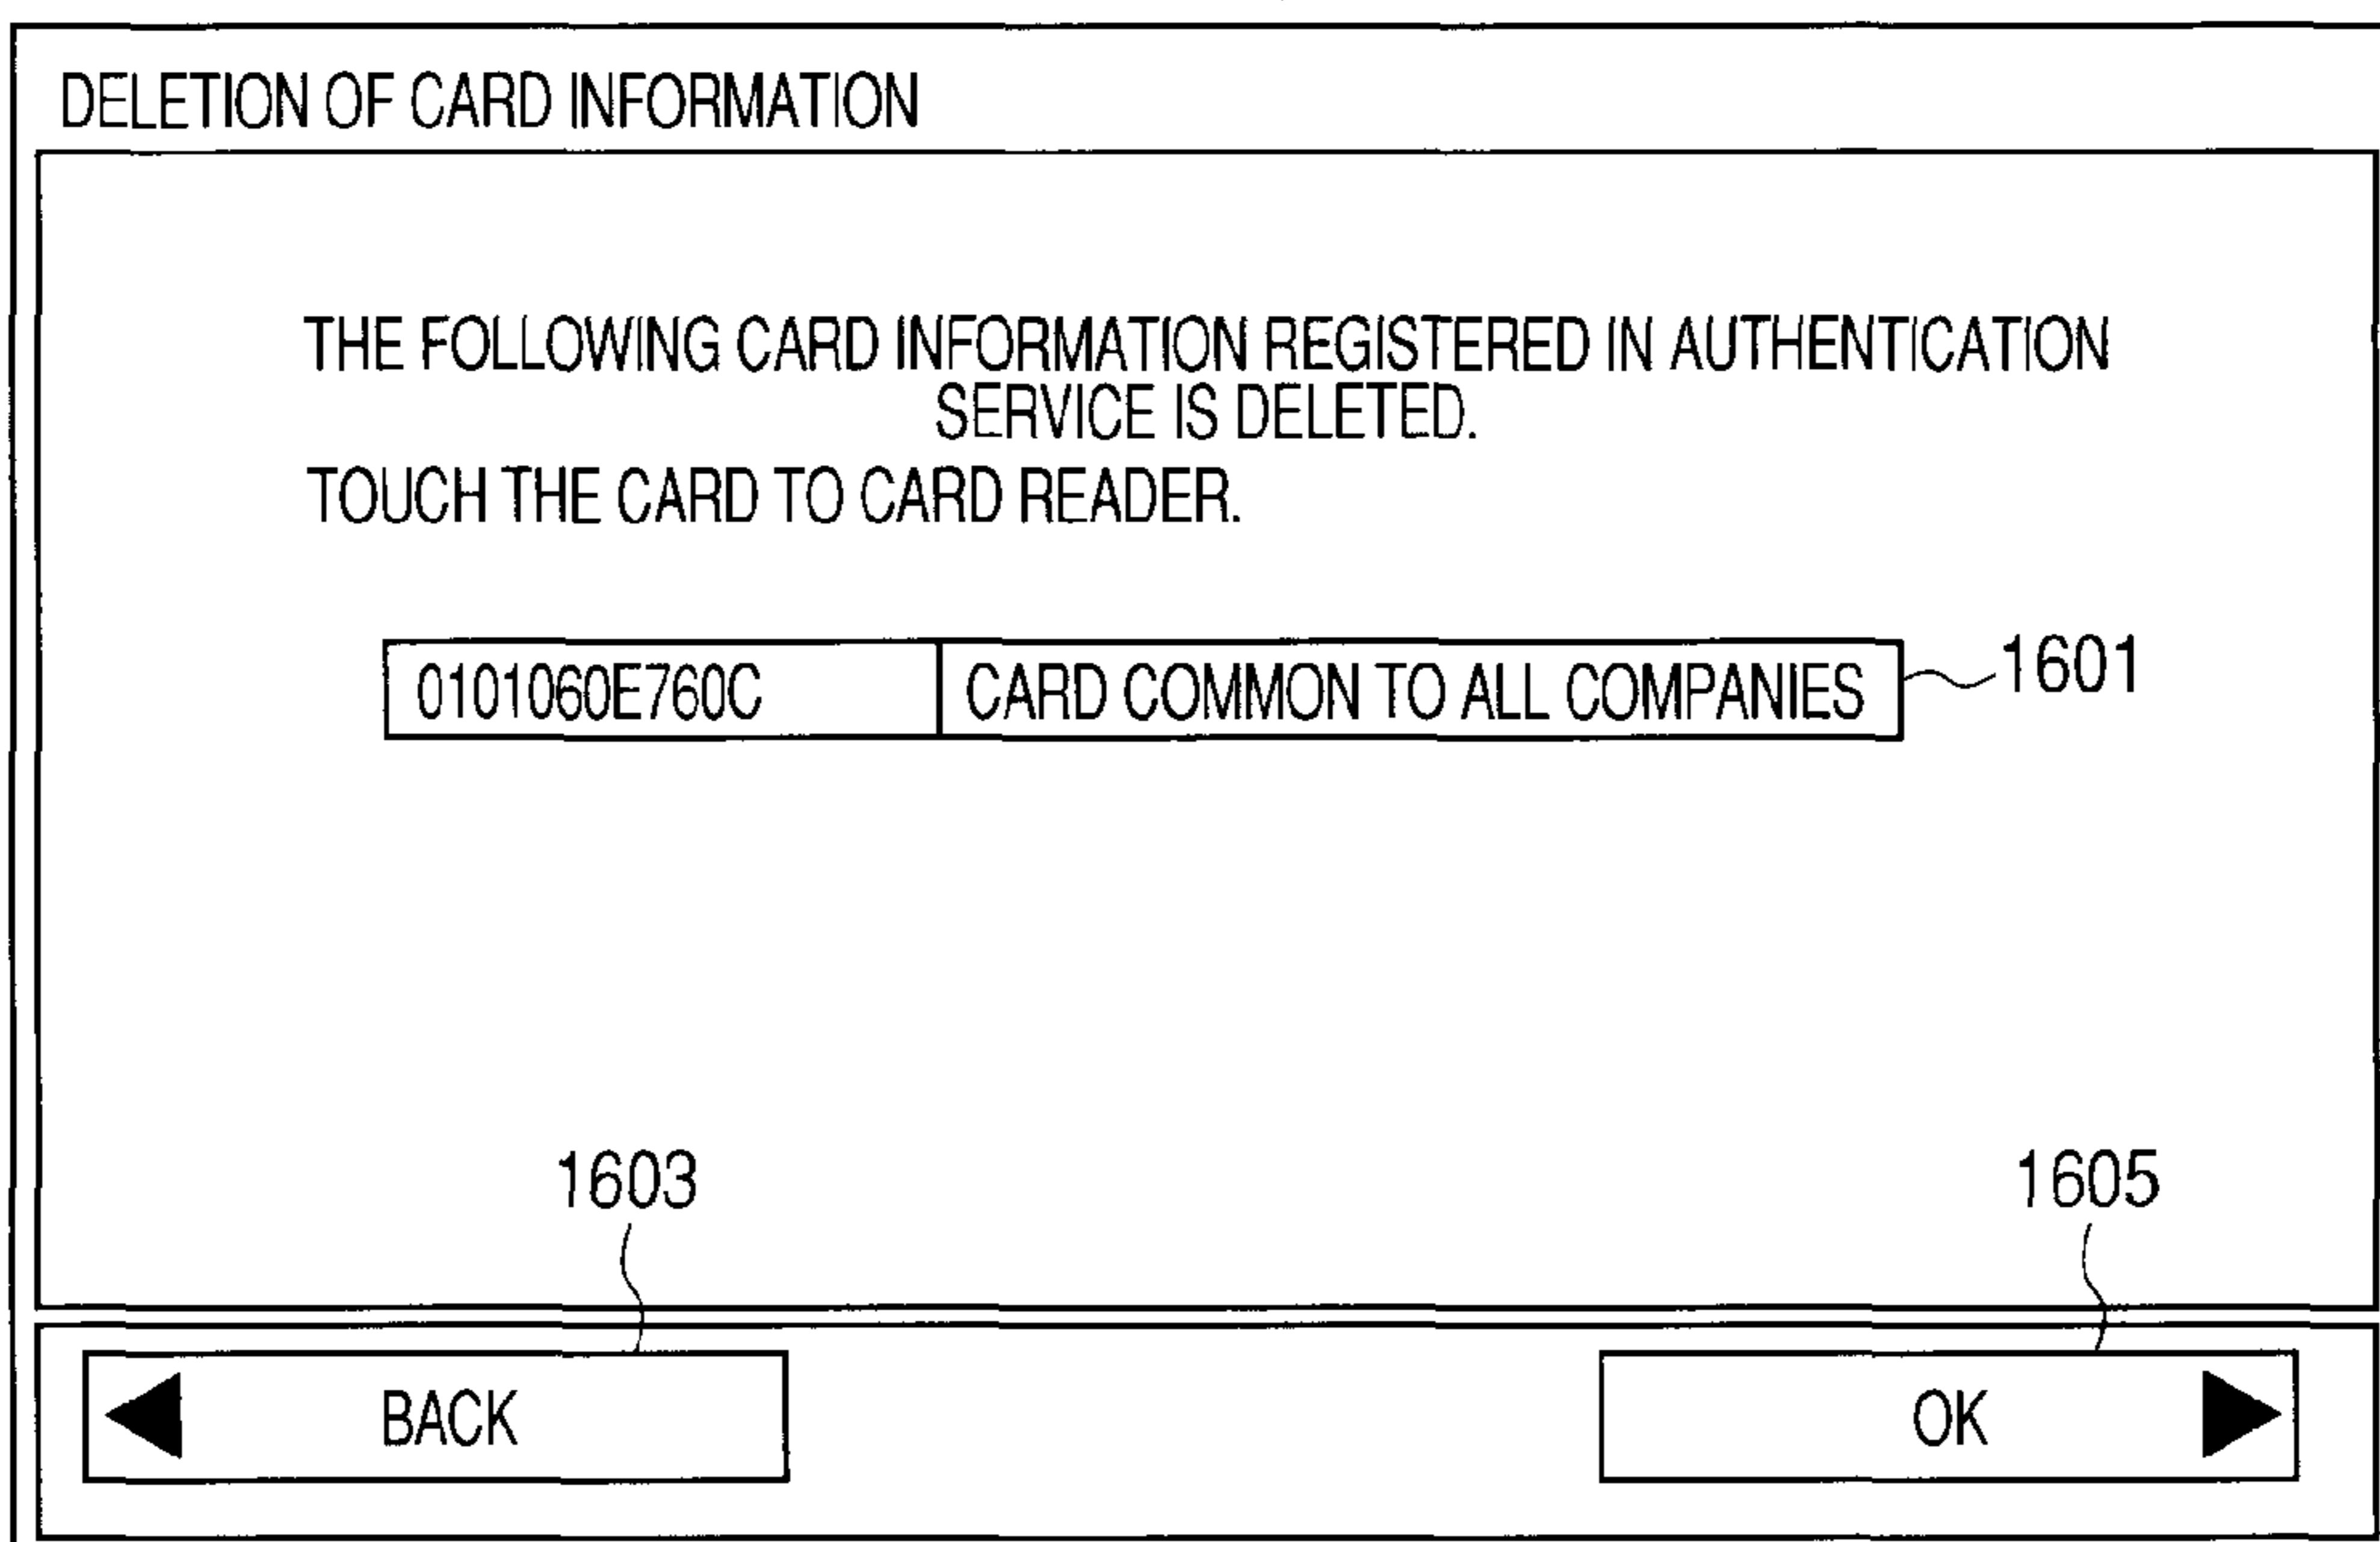 DELETION OF CARD INFORMATION
THE FOLLOWING CARD INFORMATION REGISTERED IN AUTHENTICATION
SERVICE IS DELETED.
TOUCH THE CARD TO CARD READER.
0101060E760C CARD COMMON TO ALL COMPANIES 1601
1603 1605
BACK OK